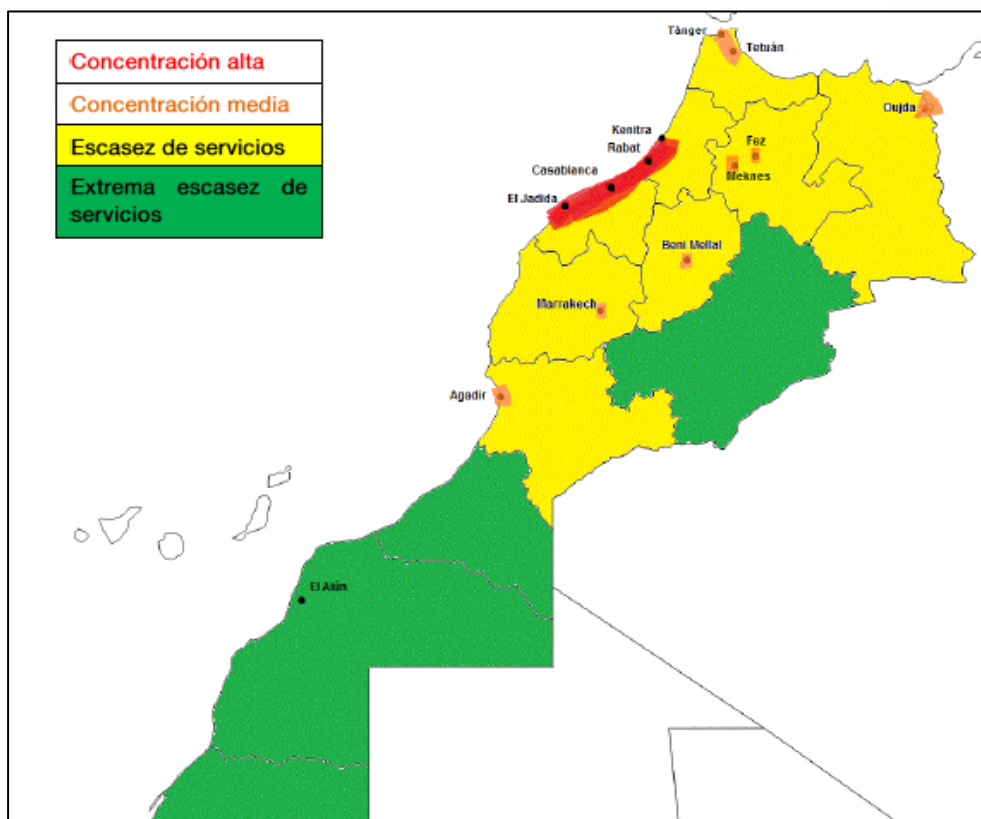 Concentración alta
Concentración media
Escasez de servicios
Extrema escasez de
servicios
Tánger
Tetuán
Oujda
Kenitra
Rabat
Fez
Meknes
Casablanca
El Jadida
Beni Mellal
Marrakech
Agadir
El Aiún